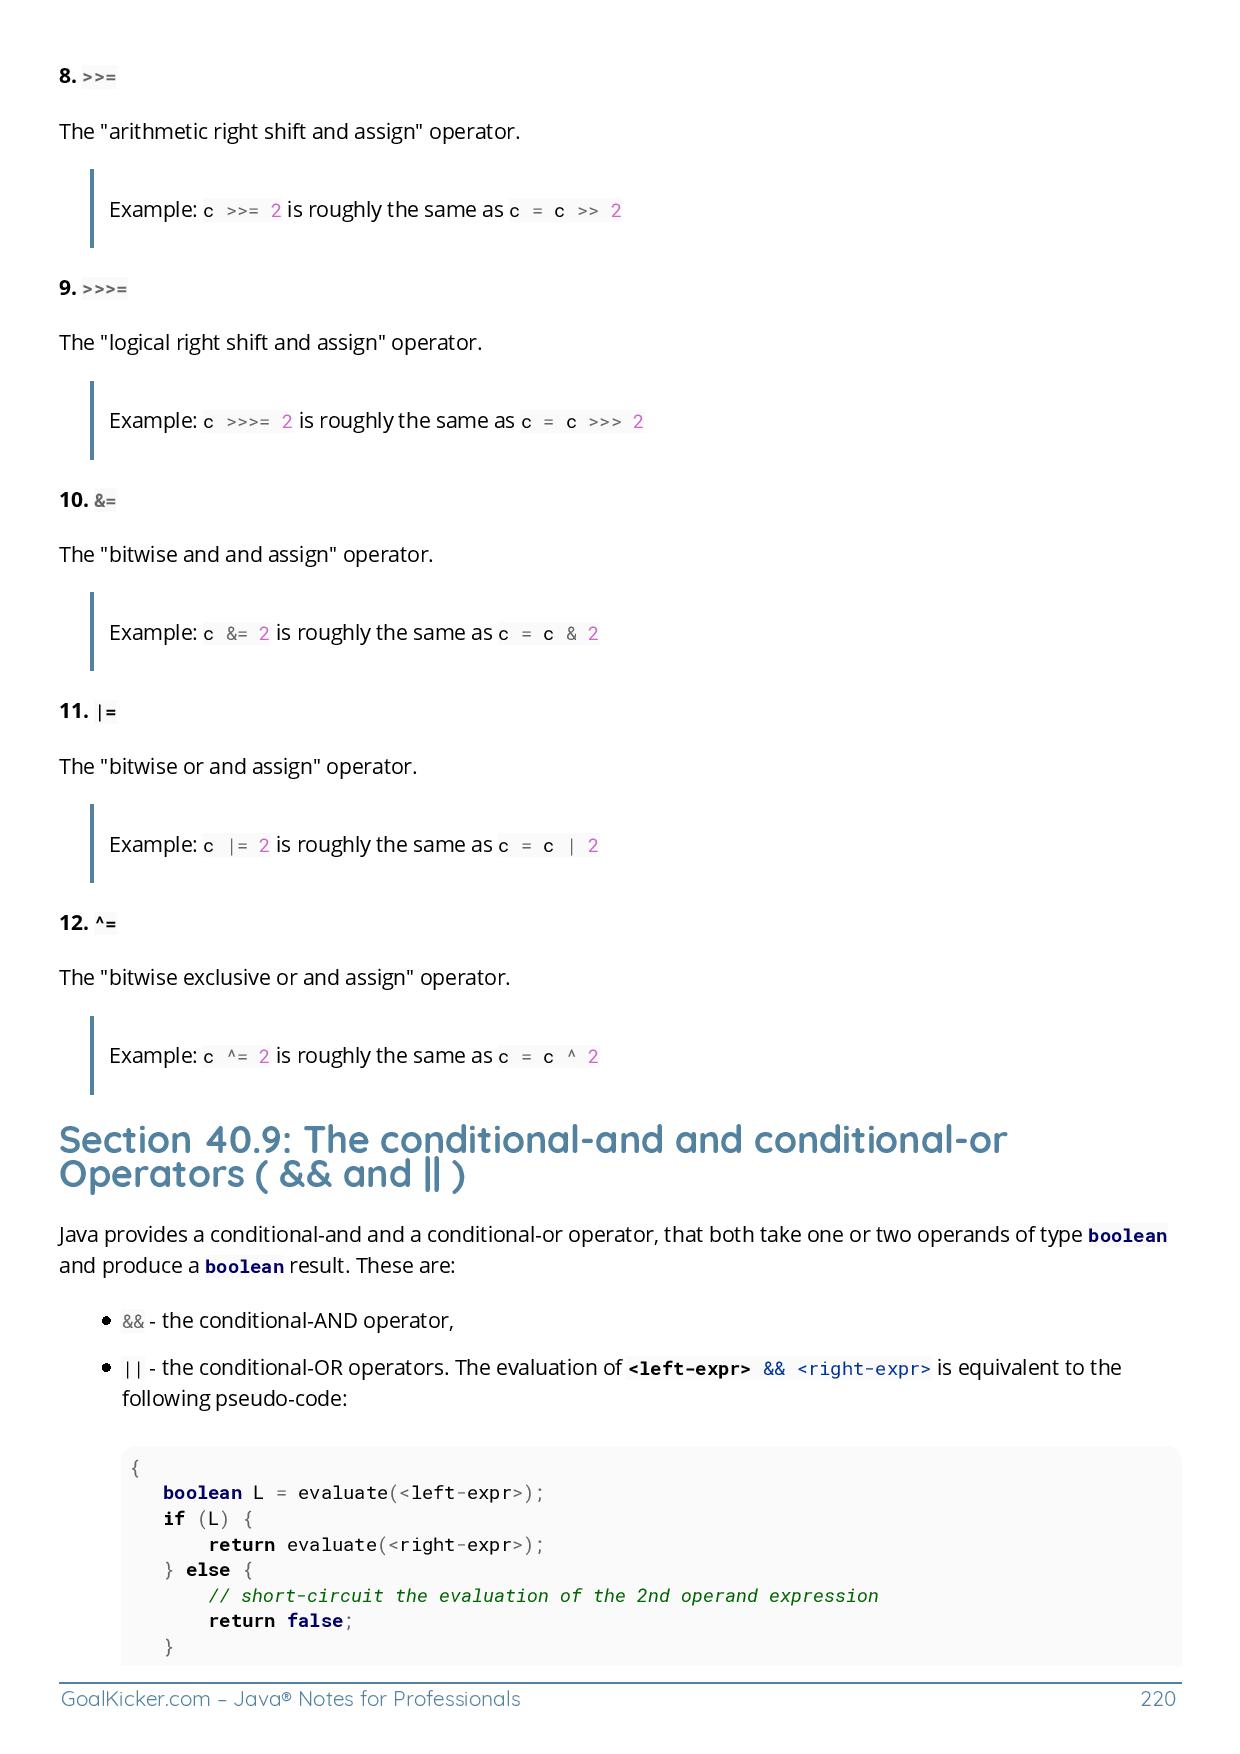 8. >>=
The "arithmetic right shift and assign" operator.
Example: c >>= 2 is roughly the same as c = c >> 2
9. >>>=
The "logical right shift and assign" operator.
Example: c >>>= 2 is roughly the same as c = c >>> 2
10. &=
The "bitwise and and assign" operator.
Example: c &= 2 is roughly the same as c = c & 2
11. |=
The "bitwise or and assign" operator.
Example: c |= 2 is roughly the same as c = c | 2
12. ^=
The "bitwise exclusive or and assign" operator.
Example: c ^= 2 is roughly the same as c = c ^ 2
Section 40.9: The conditional-and and conditional-or
Operators ( && and || )
Java provides a conditional-and and a conditional-or operator, that both take one or two operands of type boolean
and produce a boolean result. These are:
● && - the conditional-AND operator,
● || - the conditional-OR operators. The evaluation of <left-expr> && <right-expr> is equivalent to the
following pseudo-code:
{
   boolean L = evaluate(<left-expr>);
   if (L) {
       return evaluate(<right-expr>);
   } else {
       // short-circuit the evaluation of the 2nd operand expression
       return false;
   }
GoalKicker.com – Java® Notes for Professionals 220